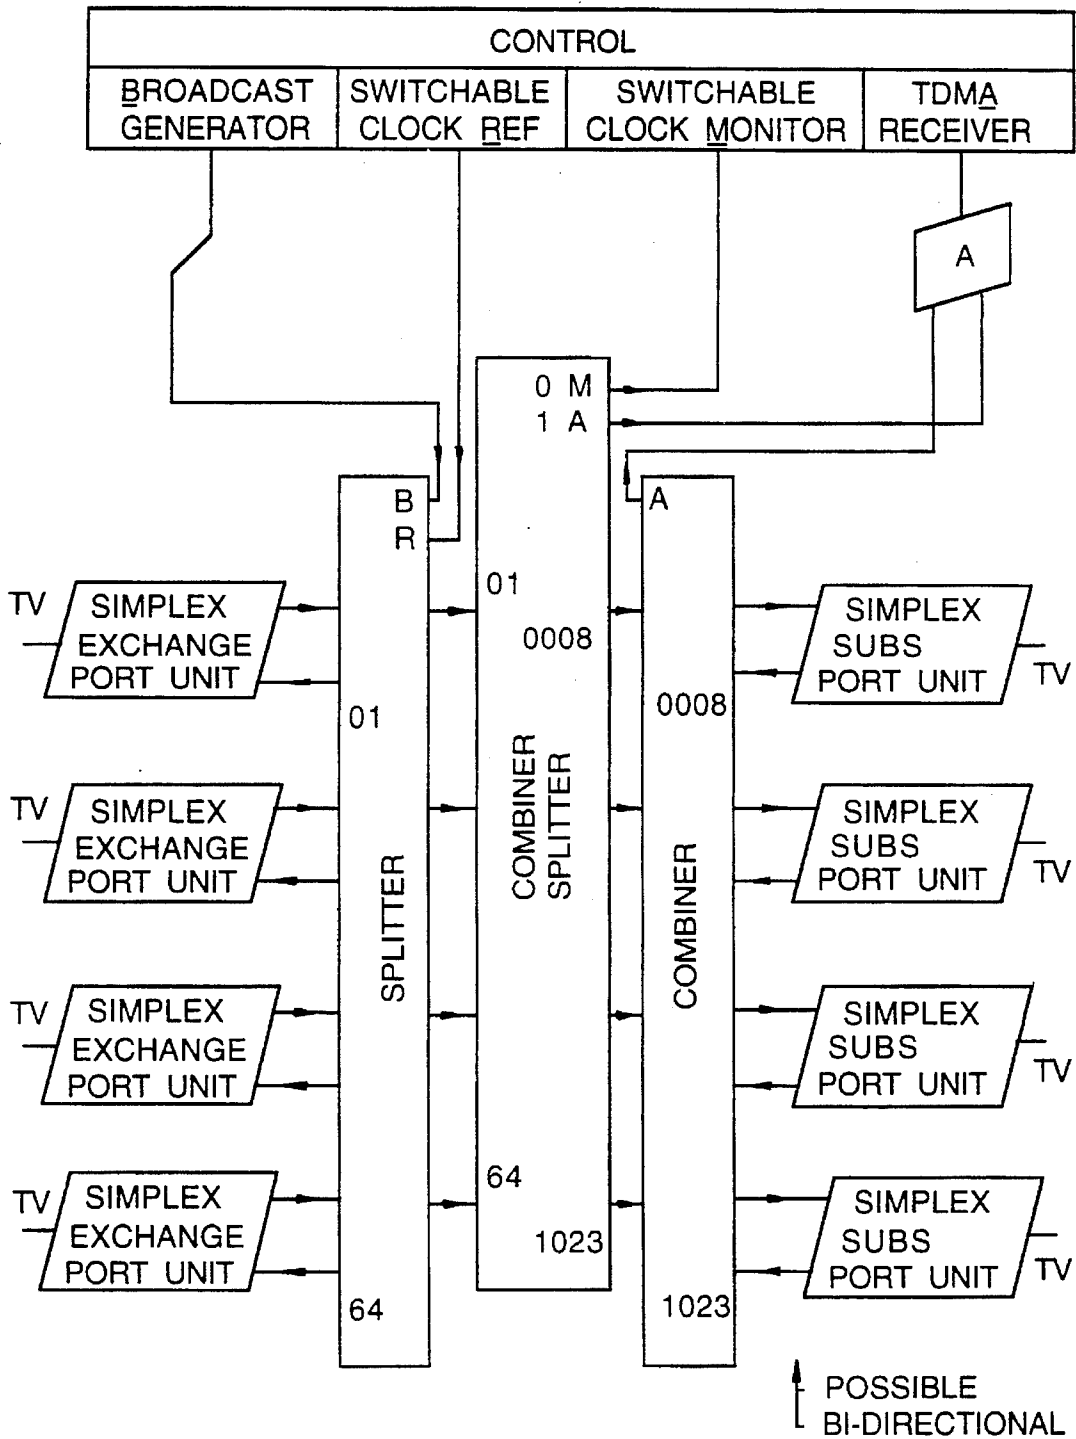 CONTROL
BROADCAST GENERATOR
SWITCHABLE CLOCK REF
SWITCHABLE CLOCK MONITOR
TDMA RECEIVER
A
0 M
1 A
B
R
A
01
0008
01
0008
TV
SIMPLEX
EXCHANGE
PORT UNIT
SIMPLEX
SUBS
PORT UNIT
TV
TV
SIMPLEX
EXCHANGE
PORT UNIT
SPLITTER
COMBINER
SPLITTER
COMBINER
SIMPLEX
SUBS
PORT UNIT
TV
TV
SIMPLEX
EXCHANGE
PORT UNIT
SIMPLEX
SUBS
PORT UNIT
TV
TV
SIMPLEX
EXCHANGE
PORT UNIT
64
1023
64
1023
SIMPLEX
SUBS
PORT UNIT
TV
POSSIBLE
BI-DIRECTIONAL